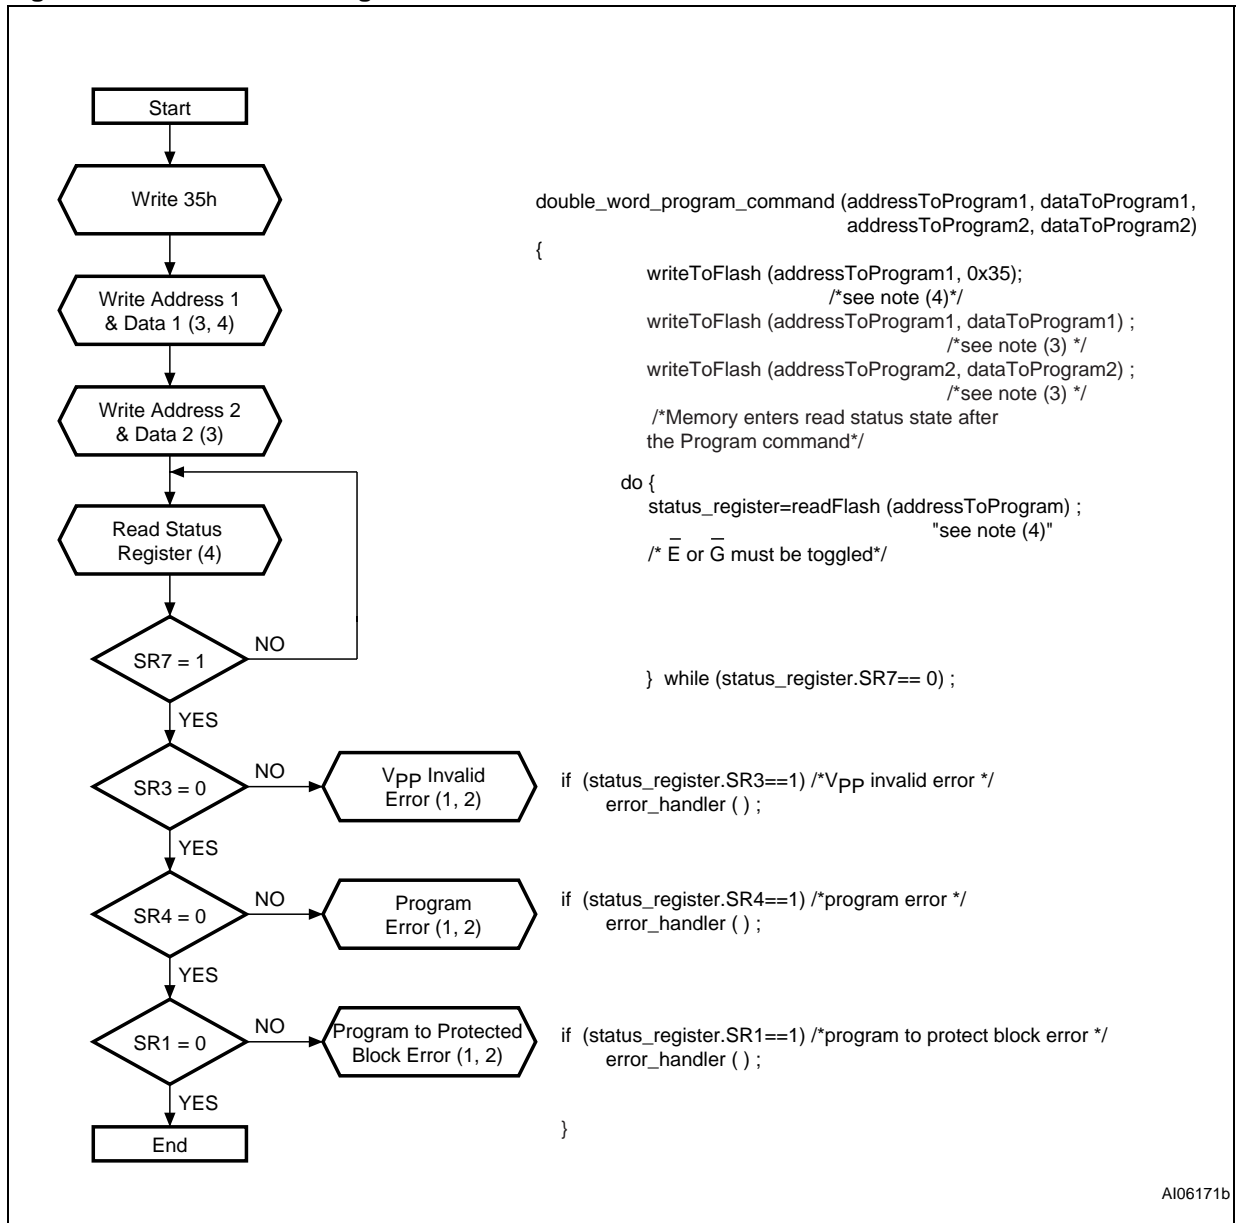 Start
Write 35h
Write Address 1
& Data 1 (3, 4)
Write Address 2
& Data 2 (3)
Read Status
Register (4)
SR7 = 1
NO
YES
SR3 = 0
NO
VPP Invalid
Error (1, 2)
YES
SR4 = 0
NO
Program
Error (1, 2)
YES
SR1 = 0
NO
Program to Protected
Block Error (1, 2)
YES
End
double_word_program_command (addressToProgram1, dataToProgram1,
addressToProgram2, dataToProgram2)
{
writeToFlash (addressToProgram1, 0x35);
/*see note (4)*/
writeToFlash (addressToProgram1, dataToProgram1) ;
/*see note (3) */
writeToFlash (addressToProgram2, dataToProgram2) ;
/*see note (3) */
/*Memory enters read status state after
the Program command*/
do {
status_register=readFlash (addressToProgram) ;
"see note (4)"
/* E̅ or G̅ must be toggled*/
} while (status_register.SR7== 0) ;
if (status_register.SR3==1) /*VPP invalid error */
error_handler ( ) ;
if (status_register.SR4==1) /*program error */
error_handler ( ) ;
if (status_register.SR1==1) /*program to protect block error */
error_handler ( ) ;
}
AI06171b